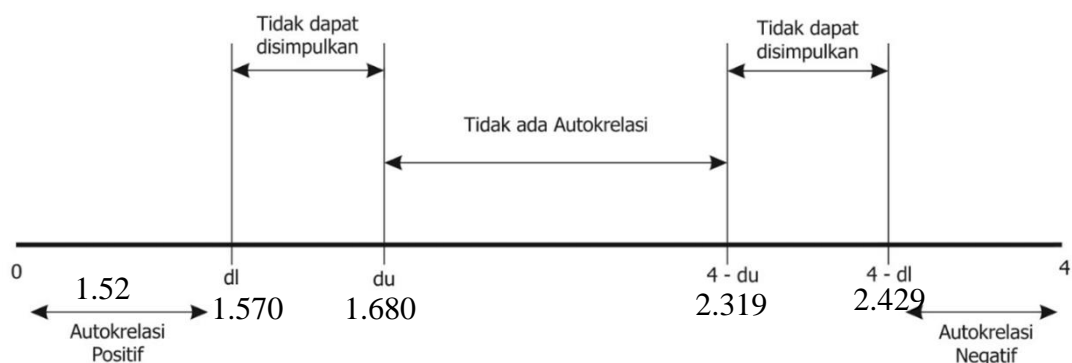 Tidak dapat
disimpulkan
Tidak dapat
disimpulkan
Tidak ada Autokrelasi
0
dl
du
4 - du
4 - dl
4
1.52
1.570
1.680
2.319
2.429
Autokrelasi
Positif
Autokrelasi
Negatif